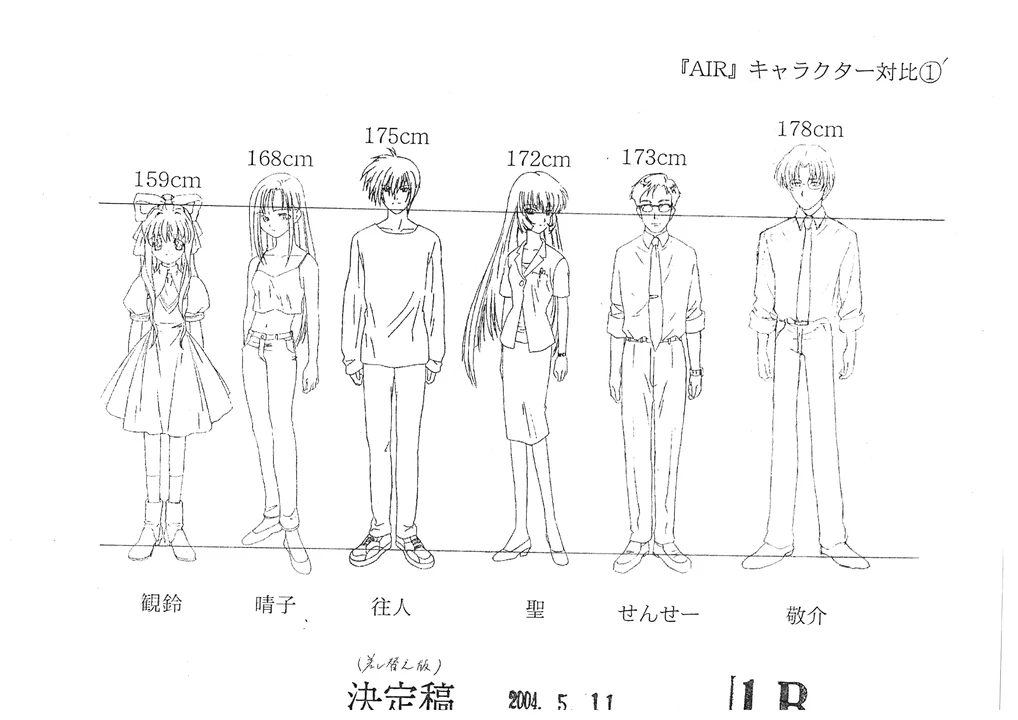 『AIR』キャラクター対比①′
159cm 168cm 175cm 172cm 173cm 178cm
観鈴 晴子 往人 聖 せんせー 敬介
(差し替え版)
決定稿 2004. 5. 11 1 B